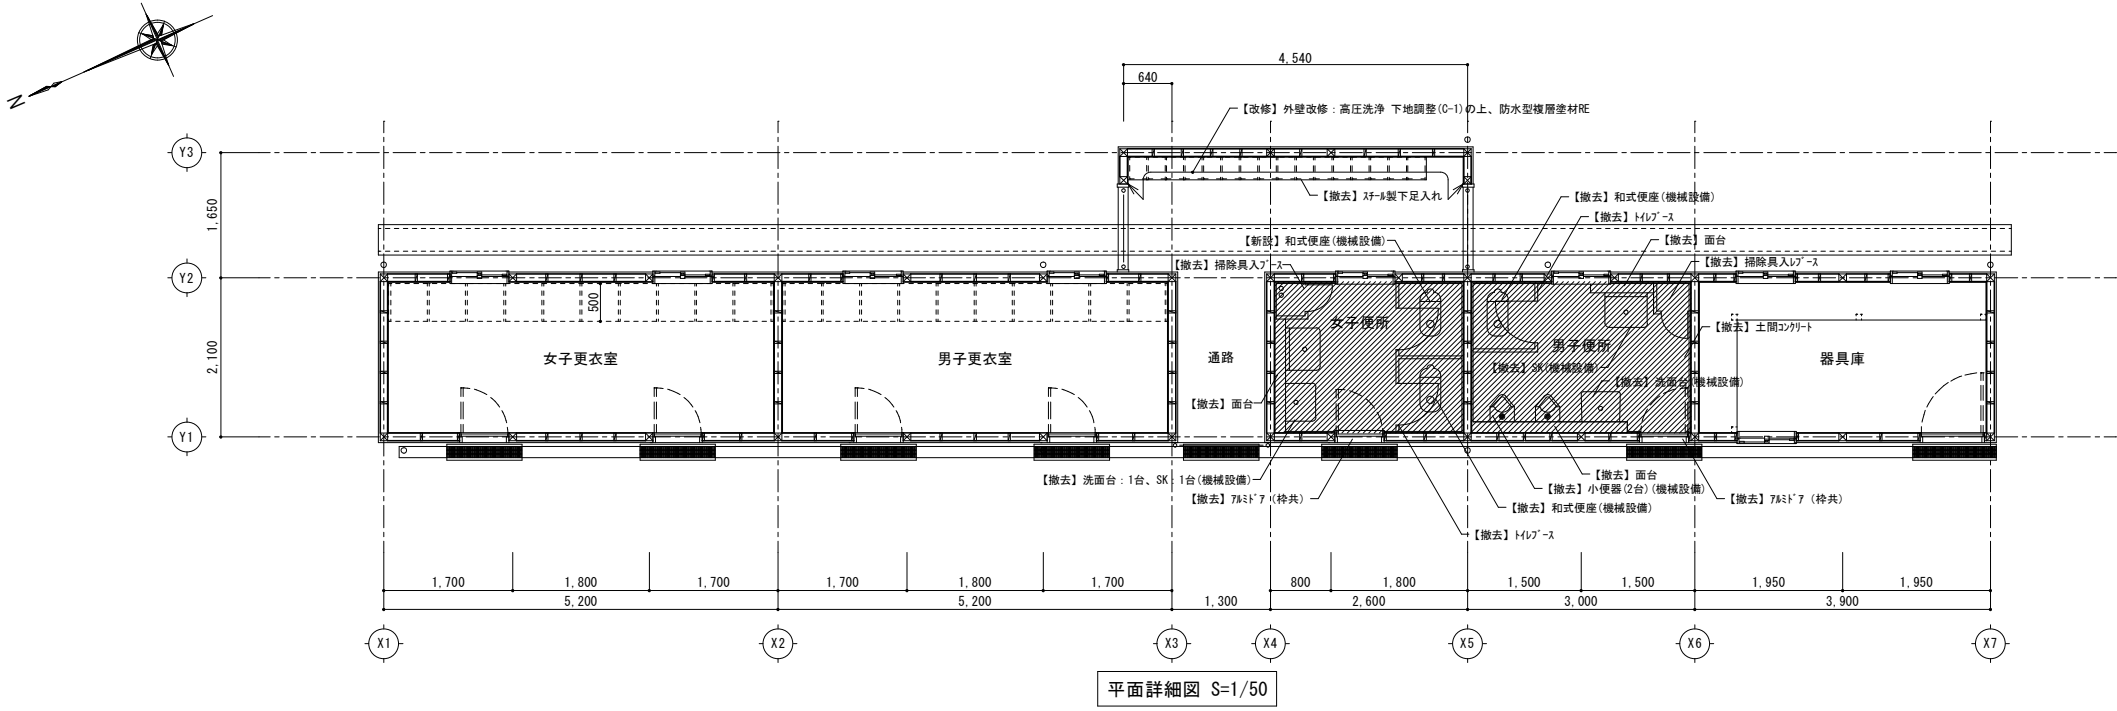 N
4,540
640
【改修】外壁改修：高圧洗浄 下地調整(C-1)の上、防水型複層塗材RE
Y3
【撤去】ｽﾁｰﾙ製下足入れ
【撤去】和式便座(機械設備)
【撤去】ﾄｲﾚﾌﾞｰｽ
1,650
【新設】和式便座(機械設備)
【撤去】面台
【撤去】掃除具入ﾌﾞｰｽ
【撤去】掃除具入ﾚﾌﾞｰｽ
Y2
500
女子便所
【撤去】土間ｺﾝｸﾘｰﾄ
2,100
女子更衣室
男子更衣室
通路
男子便所
器具庫
【撤去】SK(機械設備)
【撤去】洗面台(機械設備)
【撤去】面台
Y1
【撤去】洗面台：1台、SK：1台(機械設備)
【撤去】面台
【撤去】ｱﾙﾐﾄﾞｱ（枠共）
【撤去】小便器(2台)(機械設備)
【撤去】ｱﾙﾐﾄﾞｱ（枠共）
【撤去】和式便座(機械設備)
【撤去】ﾄｲﾚﾌﾞｰｽ
1,700
1,800
1,700
1,700
1,800
1,700
800
1,800
1,500
1,500
1,950
1,950
5,200
5,200
1,300
2,600
3,000
3,900
X1
X2
X3
X4
X5
X6
X7
平面詳細図 S=1/50